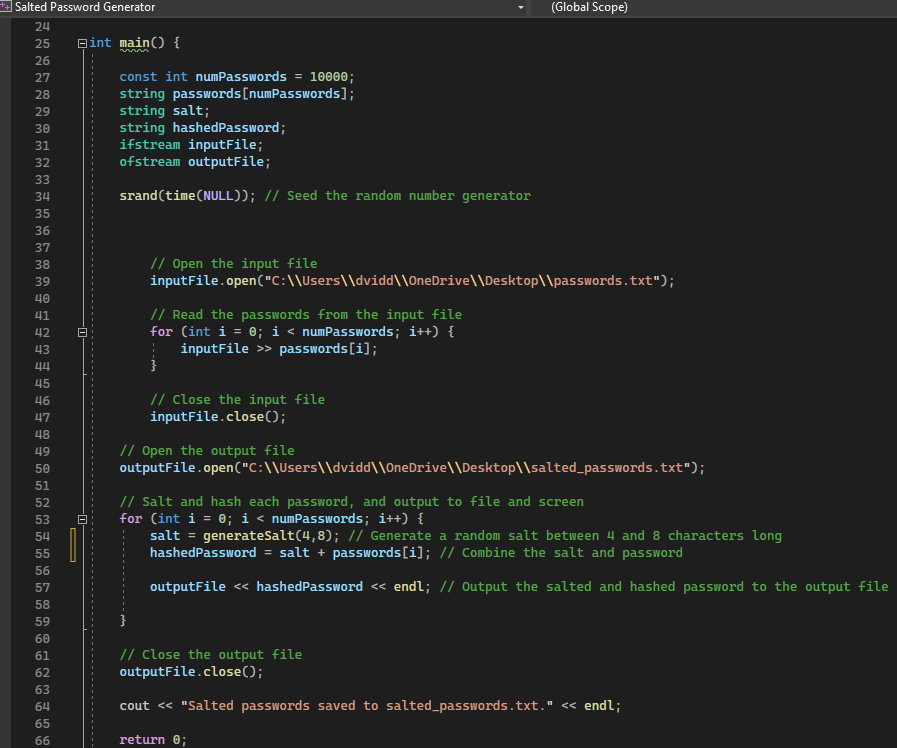 Salted Password Generator (Global Scope)
24
25 int main() {
26
27 const int numPasswords = 10000;
28 string passwords[numPasswords];
29 string salt;
30 string hashedPassword;
31 ifstream inputFile;
32 ofstream outputFile;
33
34 srand(time(NULL)); // Seed the random number generator
35
36
37
38 // Open the input file
39 inputFile.open("C:\\Users\\dvidd\\OneDrive\\Desktop\\passwords.txt");
40
41 // Read the passwords from the input file
42 for (int i = 0; i < numPasswords; i++) {
43 inputFile >> passwords[i];
44 }
45
46 // Close the input file
47 inputFile.close();
48
49 // Open the output file
50 outputFile.open("C:\\Users\\dvidd\\OneDrive\\Desktop\\salted_passwords.txt");
51
52 // Salt and hash each password, and output to file and screen
53 for (int i = 0; i < numPasswords; i++) {
54 salt = generateSalt(4,8); // Generate a random salt between 4 and 8 characters long
55 hashedPassword = salt + passwords[i]; // Combine the salt and password
56
57 outputFile << hashedPassword << endl; // Output the salted and hashed password to the output file
58
59 }
60
61 // Close the output file
62 outputFile.close();
63
64 cout << "Salted passwords saved to salted_passwords.txt." << endl;
65
66 return 0;